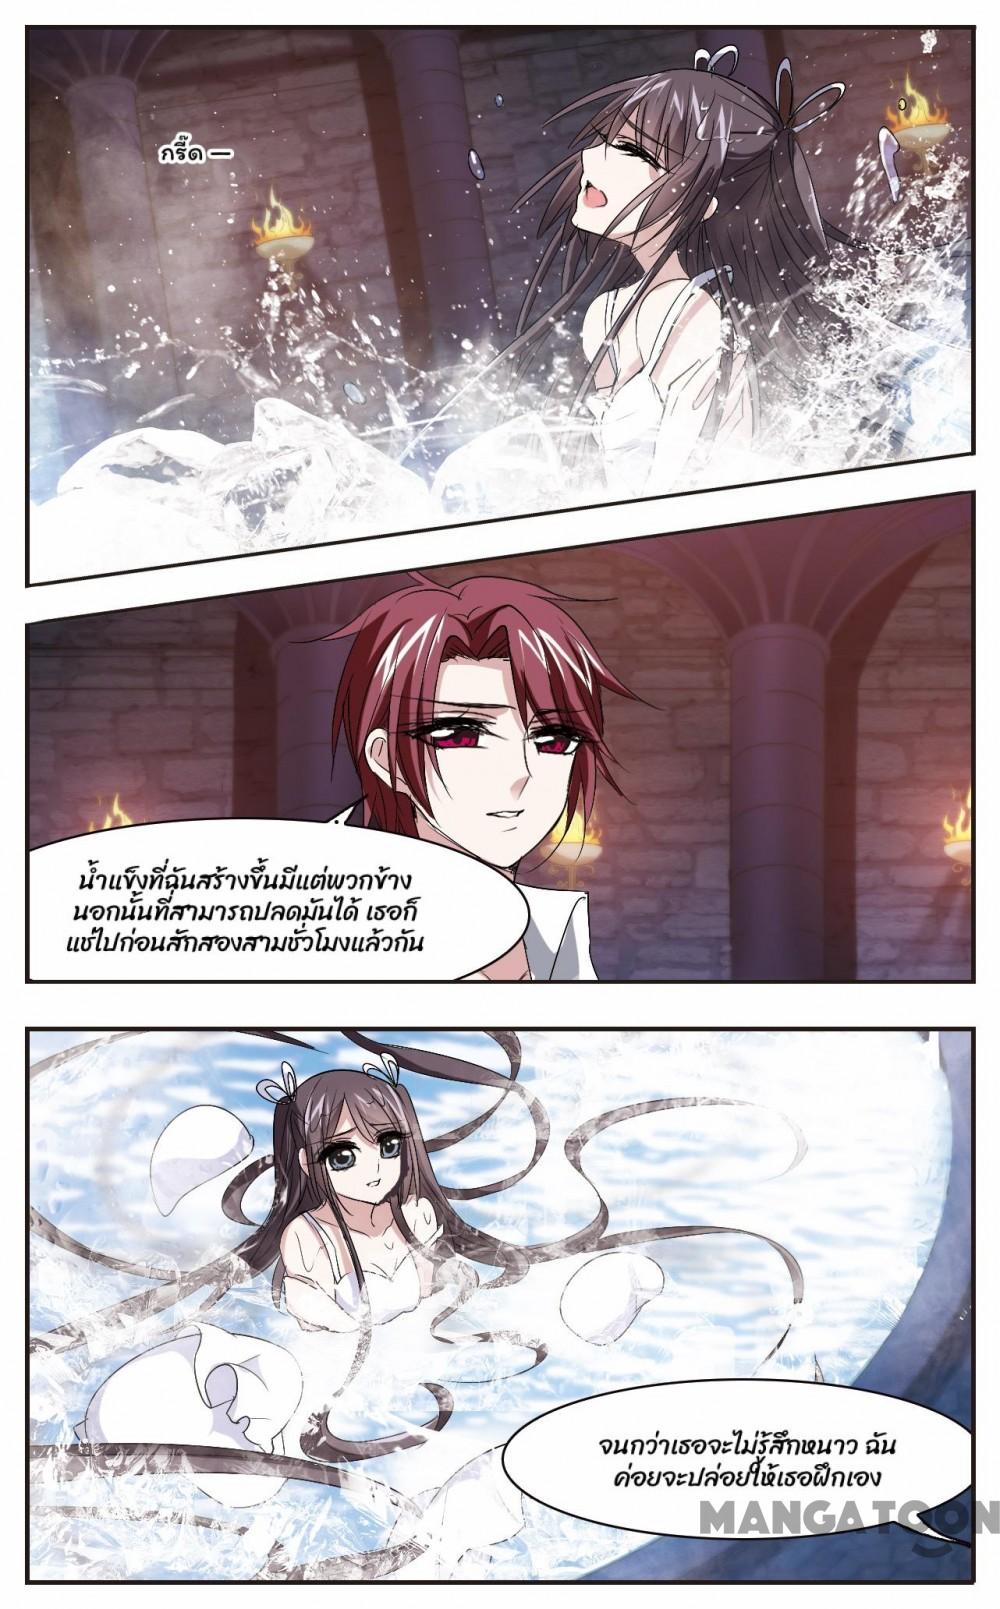 กรี๊ด —
น้ำแข็งที่ฉันสร้างขึ้นมีแต่พวกข้าง
นอกนั้นที่สามารถปลดมันได้ เธอก็
แช่ไปก่อนสักสองสามชั่วโมงแล้วกัน
จนกว่าเธอจะไม่รู้สึกหนาว ฉัน
ค่อยจะปล่อยให้เธอฝึกเอง
MANGATOON